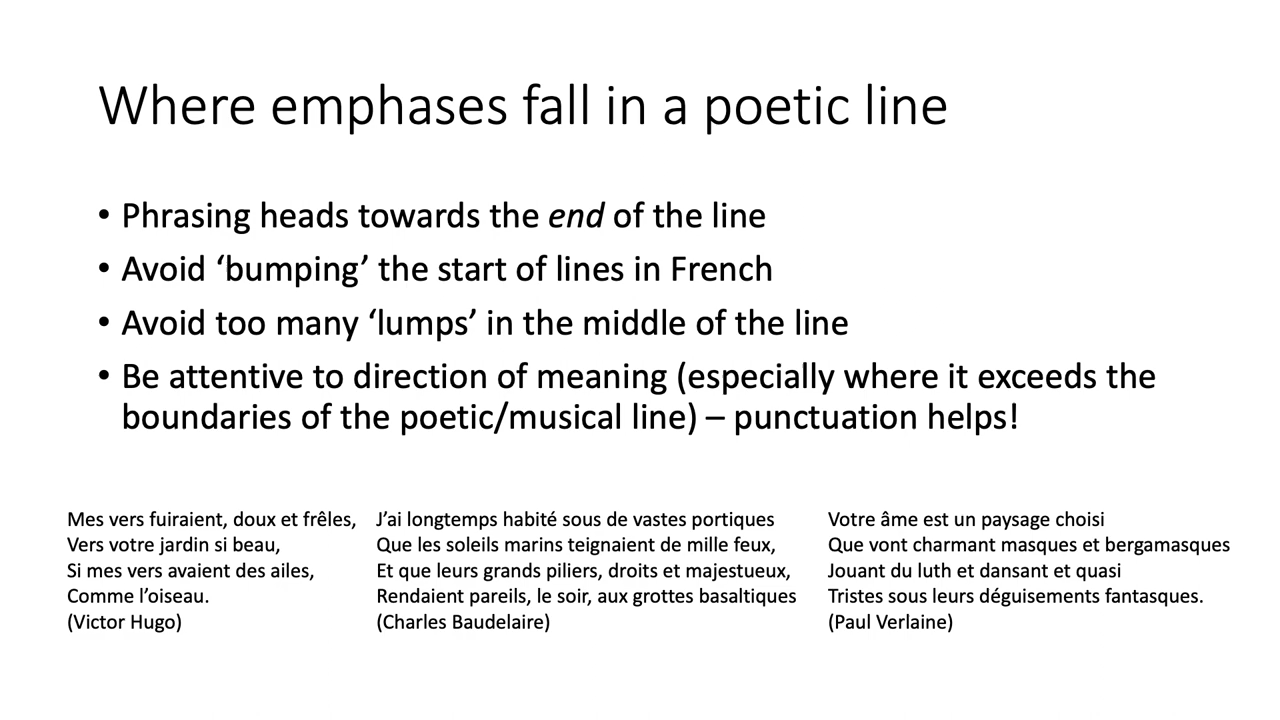 Where emphases fall in a poetic line
• Phrasing heads towards the end of the line
• Avoid ‘bumping’ the start of lines in French
• Avoid too many ‘lumps’ in the middle of the line
• Be attentive to direction of meaning (especially where it exceeds the
boundaries of the poetic/musical line) – punctuation helps!
Mes vers fuiraient, doux et frêles,
Vers votre jardin si beau,
Si mes vers avaient des ailes,
Comme l’oiseau.
(Victor Hugo)
J’ai longtemps habité sous de vastes portiques
Que les soleils marins teignaient de mille feux,
Et que leurs grands piliers, droits et majestueux,
Rendaient pareils, le soir, aux grottes basaltiques
(Charles Baudelaire)
Votre âme est un paysage choisi
Que vont charmant masques et bergamasques
Jouant du luth et dansant et quasi
Tristes sous leurs déguisements fantasques.
(Paul Verlaine)